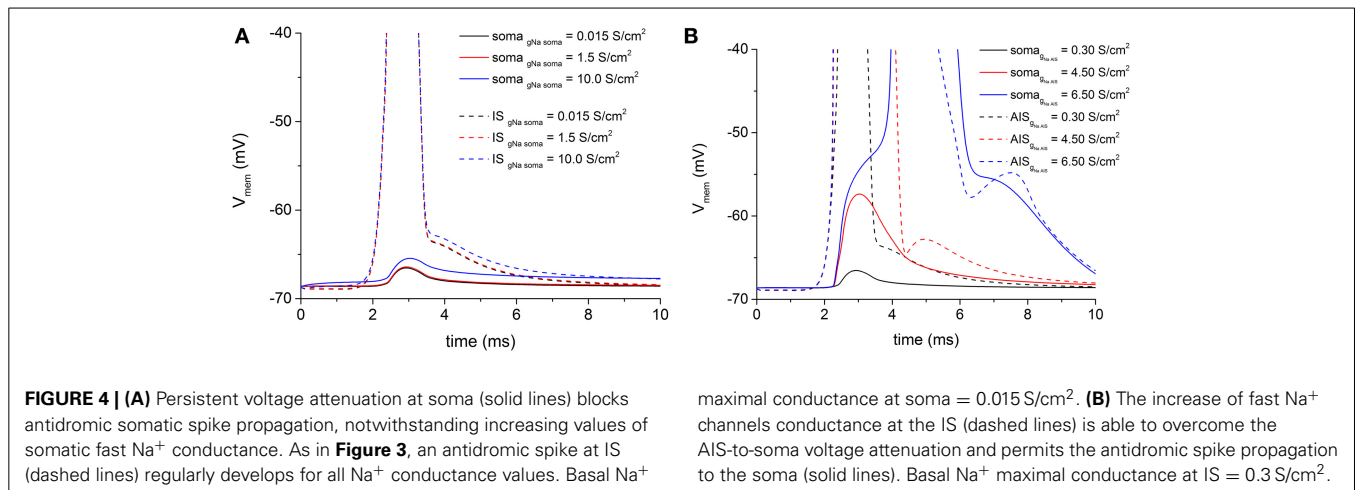 A
-40
-50
-60
-70
V_mem (mV)
0 2 4 6 8 10
time (ms)
soma gNa soma = 0.015 S/cm²
soma gNa soma = 1.5 S/cm²
soma gNa soma = 10.0 S/cm²
IS gNa soma = 0.015 S/cm²
IS gNa soma = 1.5 S/cm²
IS gNa soma = 10.0 S/cm²
B
-40
-50
-60
-70
V_mem (mV)
0 2 4 6 8 10
time (ms)
soma gNa AIS = 0.30 S/cm²
soma gNa AIS = 4.50 S/cm²
soma gNa AIS = 6.50 S/cm²
AIS gNa AIS = 0.30 S/cm²
AIS gNa AIS = 4.50 S/cm²
AIS gNa AIS = 6.50 S/cm²
FIGURE 4 | (A) Persistent voltage attenuation at soma (solid lines) blocks
antidromic somatic spike propagation, notwithstanding increasing values of
somatic fast Na⁺ conductance. As in Figure 3, an antidromic spike at IS
(dashed lines) regularly develops for all Na⁺ conductance values. Basal Na⁺
maximal conductance at soma = 0.015 S/cm². (B) The increase of fast Na⁺
channels conductance at the IS (dashed lines) is able to overcome the
AIS-to-soma voltage attenuation and permits the antidromic spike propagation
to the soma (solid lines). Basal Na⁺ maximal conductance at IS = 0.3 S/cm².